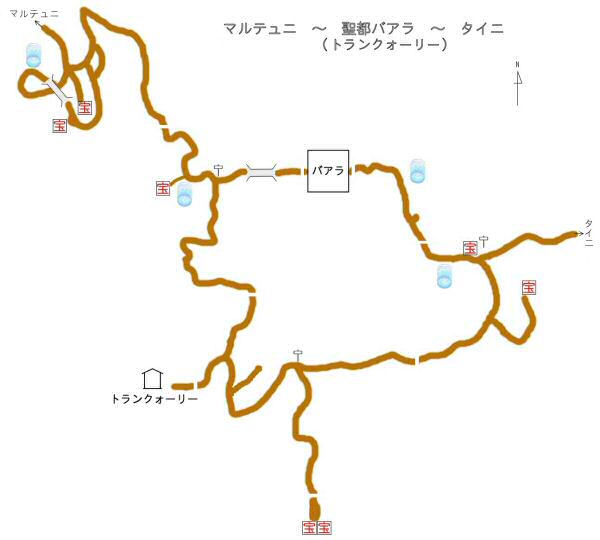 マルテュニ
マルテュニ ～ 聖都バアラ ～ タイニ
（トランクォーリー）
N
宝
宝
宝
バアラ
タイニ
宝
宝
トランクォーリー
宝宝